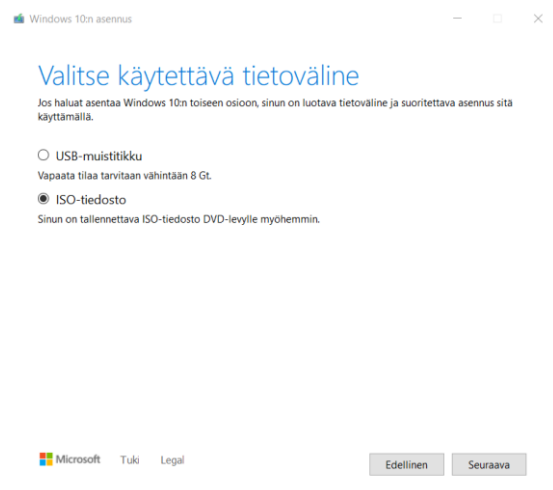 Windows 10:n asennus
Valitse käytettävä tietoväline
Jos haluat asentaa Windows 10:n toiseen osioon, sinun on luotava tietoväline ja suoritettava asennus sitä
käyttämällä.
USB-muistitikku
Vapaata tilaa tarvitaan vähintään 8 Gt.
ISO-tiedosto
Sinun on tallennettava ISO-tiedosto DVD-levylle myöhemmin.
Microsoft Tuki Legal Edellinen Seuraava